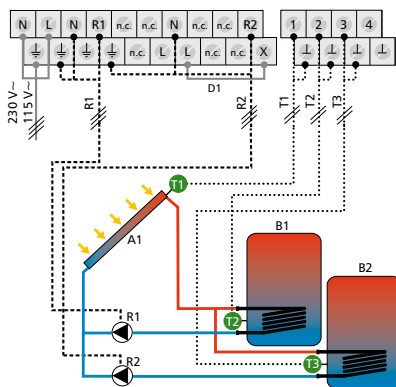 N L N R1 n.c. n.c. N n.c. R2 1 2 3 4
n.c. L L n.c. X
D1
230 V~
115 V~
R1
R2
T1
T2
T3
T1
A1
B1
B2
R1
T2
R2
T3